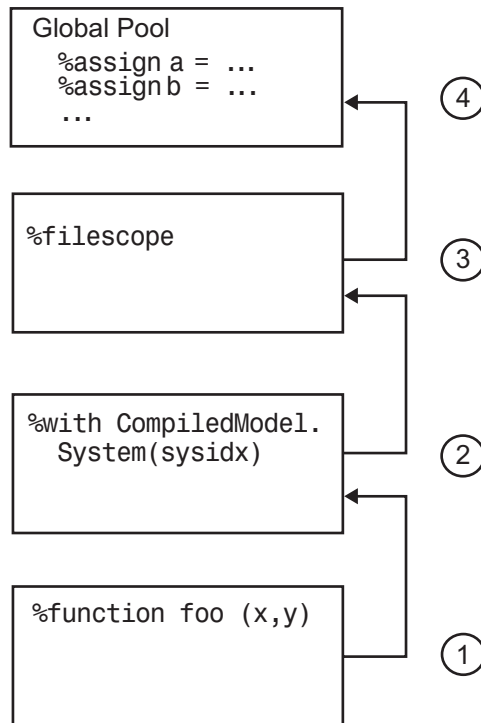 Global Pool
%assign a = ...
%assign b = ...
...
4
%filescope
3
%with CompiledModel.
System(sysidx)
2
%function foo (x,y)
1